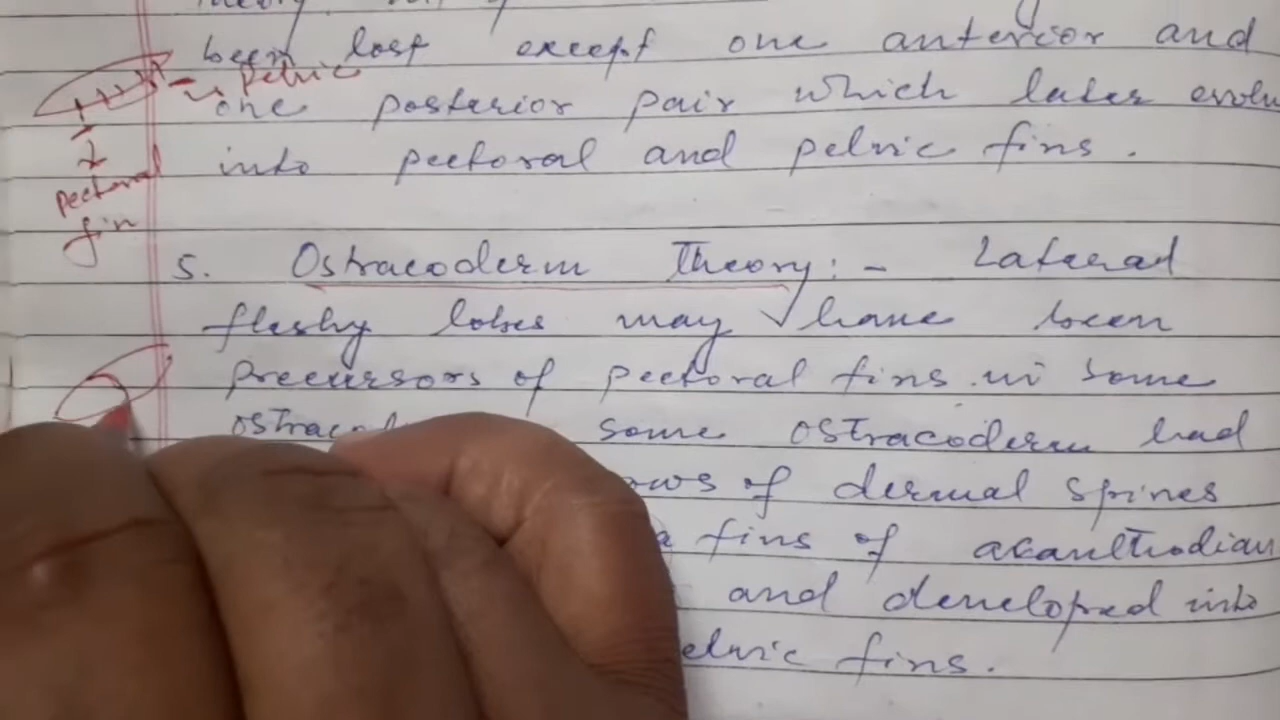 been lost except one anterior and
Pelvic
one posterior pair which later evolu
into pectoral and pelvic fins.
Pectoral
fin
5. Ostracoderm Theory: - Lateral
fleshy lobes may have been
precursors of pectoral fins in some
ostracod some ostracoderm had
ows of dermal spines
fins of acanthodian
and developed into
elvic fins.